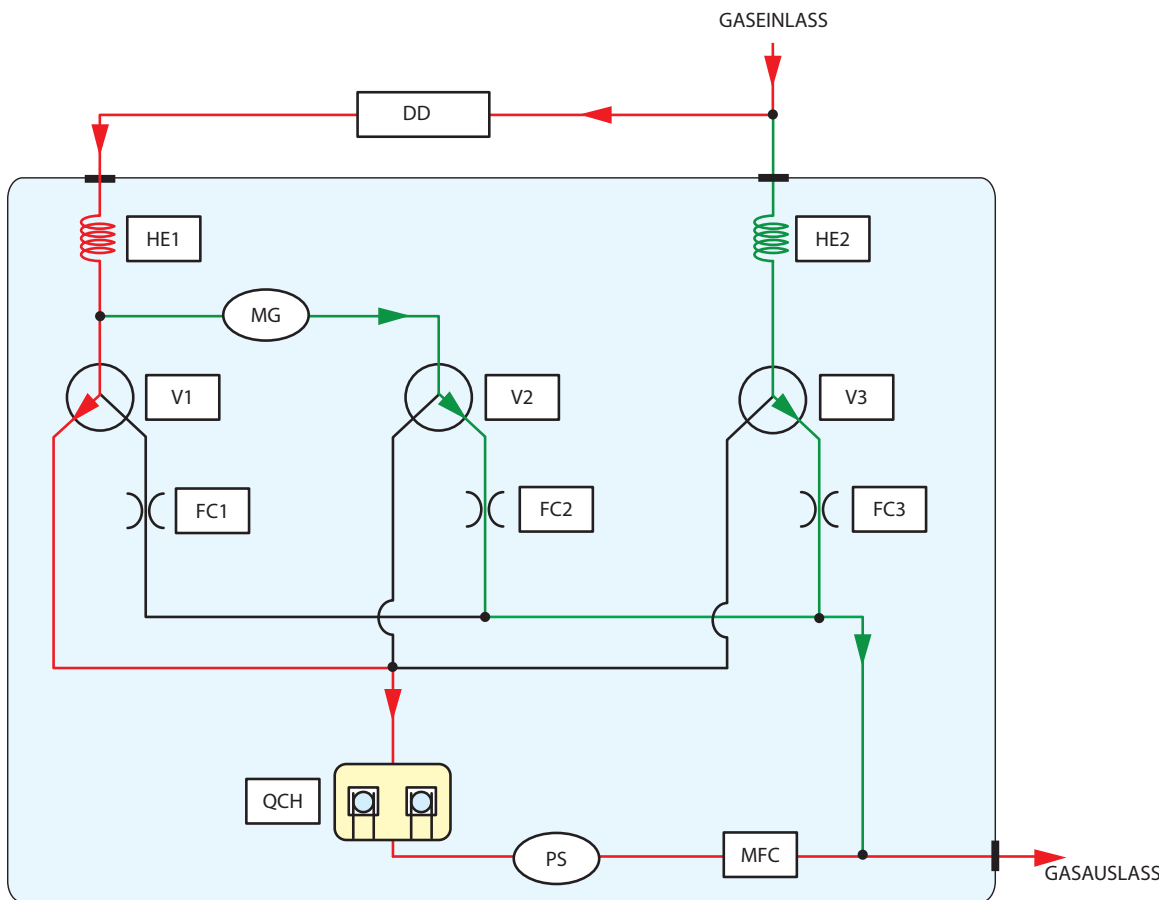 GASEINLASS
DD
HE1
HE2
MG
V1
V2
V3
FC1
FC2
FC3
QCH
PS
MFC
GASAUSLASS